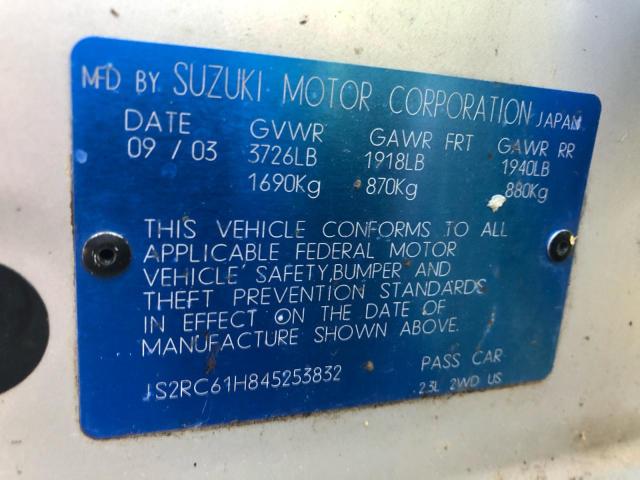 MFD BY SUZUKI MOTOR CORPORATION JAPAN
DATE GVWR GAWR FRT GAWR RR
09 / 03 3726LB 1918LB 1940LB
1690Kg 870Kg 880Kg
THIS VEHICLE CONFORMS TO ALL
APPLICABLE FEDERAL MOTOR
VEHICLE SAFETY,BUMPER AND
THEFT PREVENTION STANDARDS
IN EFFECT ON THE DATE OF
MANUFACTURE SHOWN ABOVE.
JS2RC61H845253832 PASS CAR
2.3L 2WD US